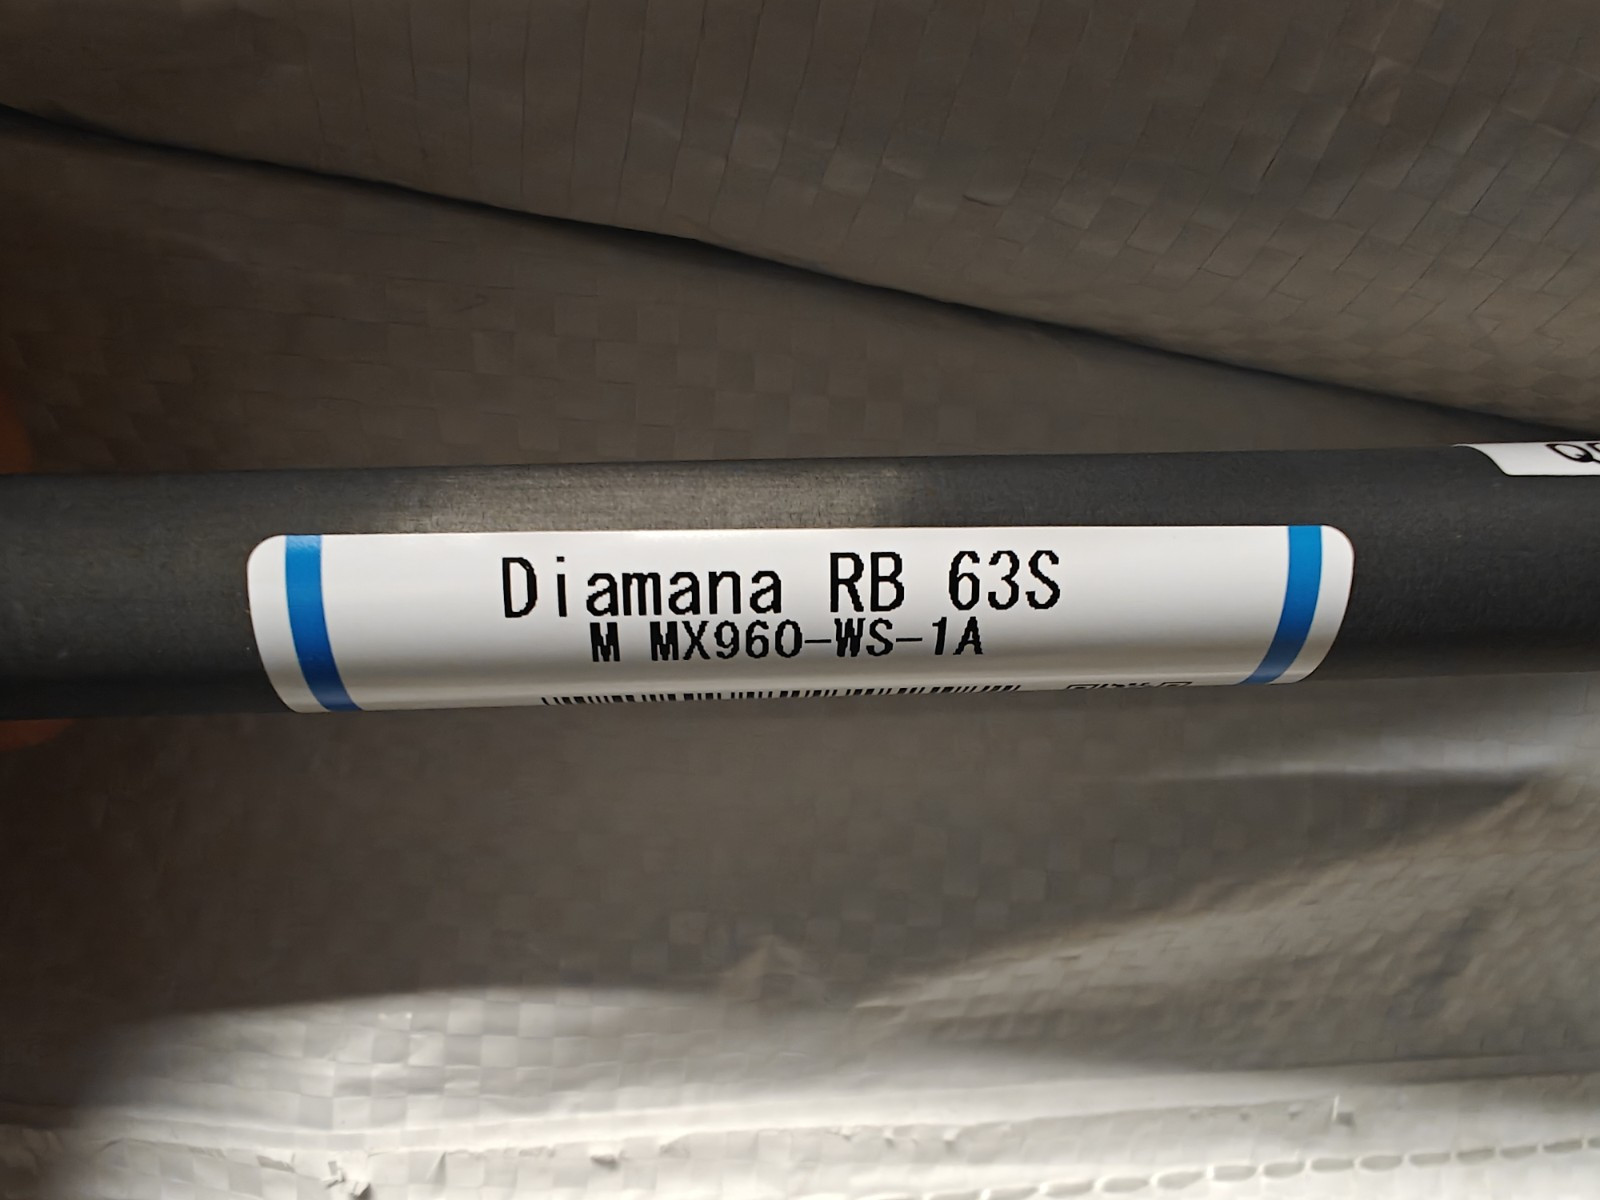 Diamana RB 63S
M MX960-WS-1A